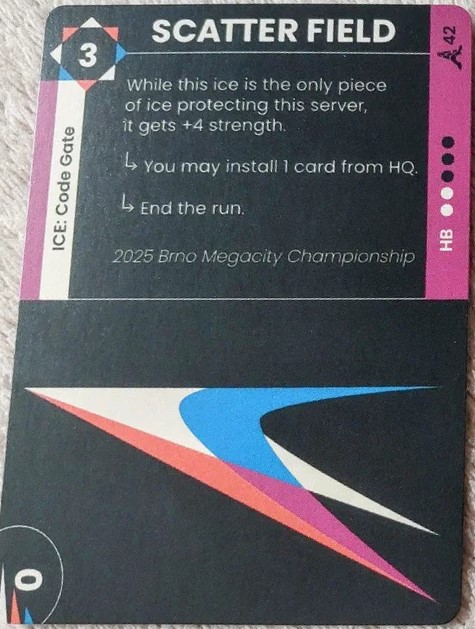 3
SCATTER FIELD
42
While this ice is the only piece
of ice protecting this server,
it gets +4 strength.
↳ You may install 1 card from HQ.
↳ End the run.
2025 Brno Megacity Championship
ICE: Code Gate
HB
0